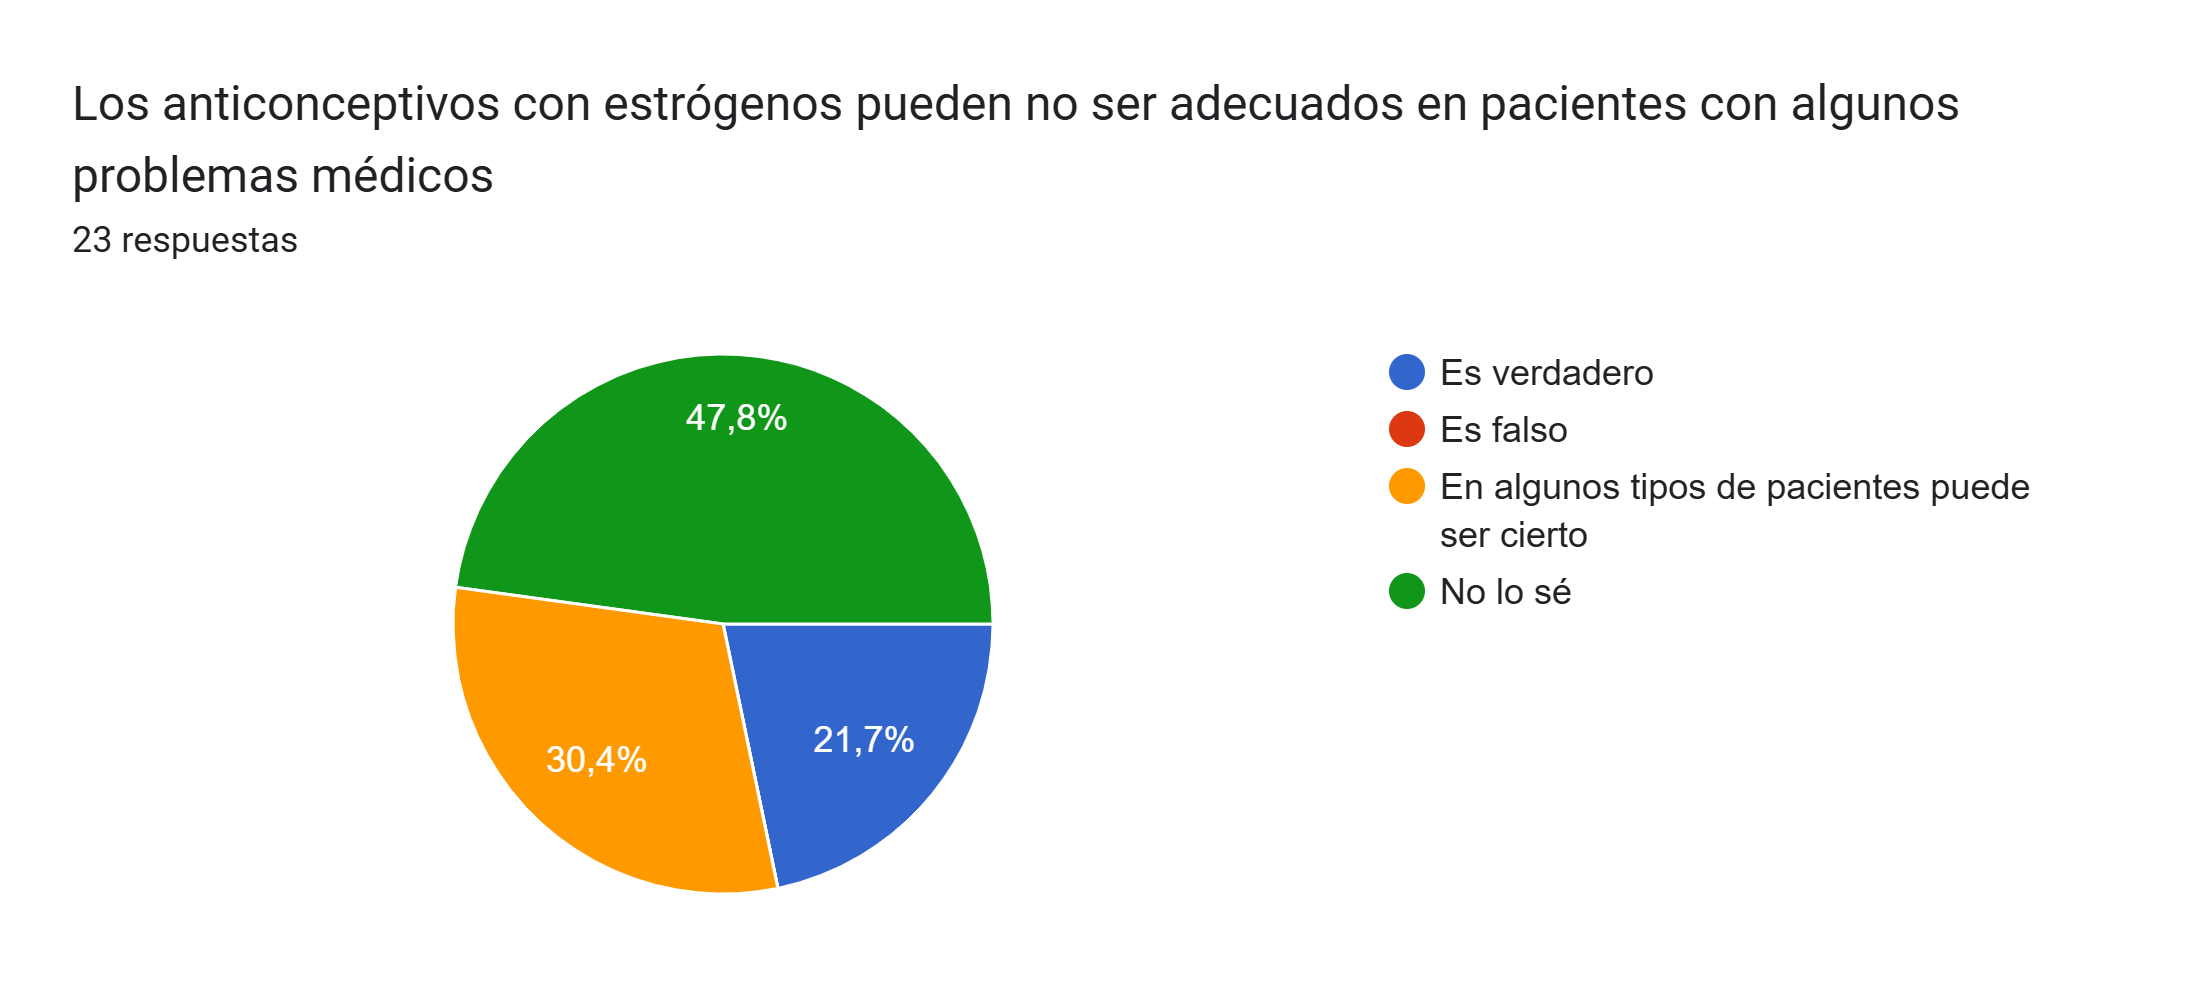 Los anticonceptivos con estrógenos pueden no ser adecuados en pacientes con algunos
problemas médicos
23 respuestas
47,8%
30,4%
21,7%
Es verdadero
Es falso
En algunos tipos de pacientes puede
ser cierto
No lo sé